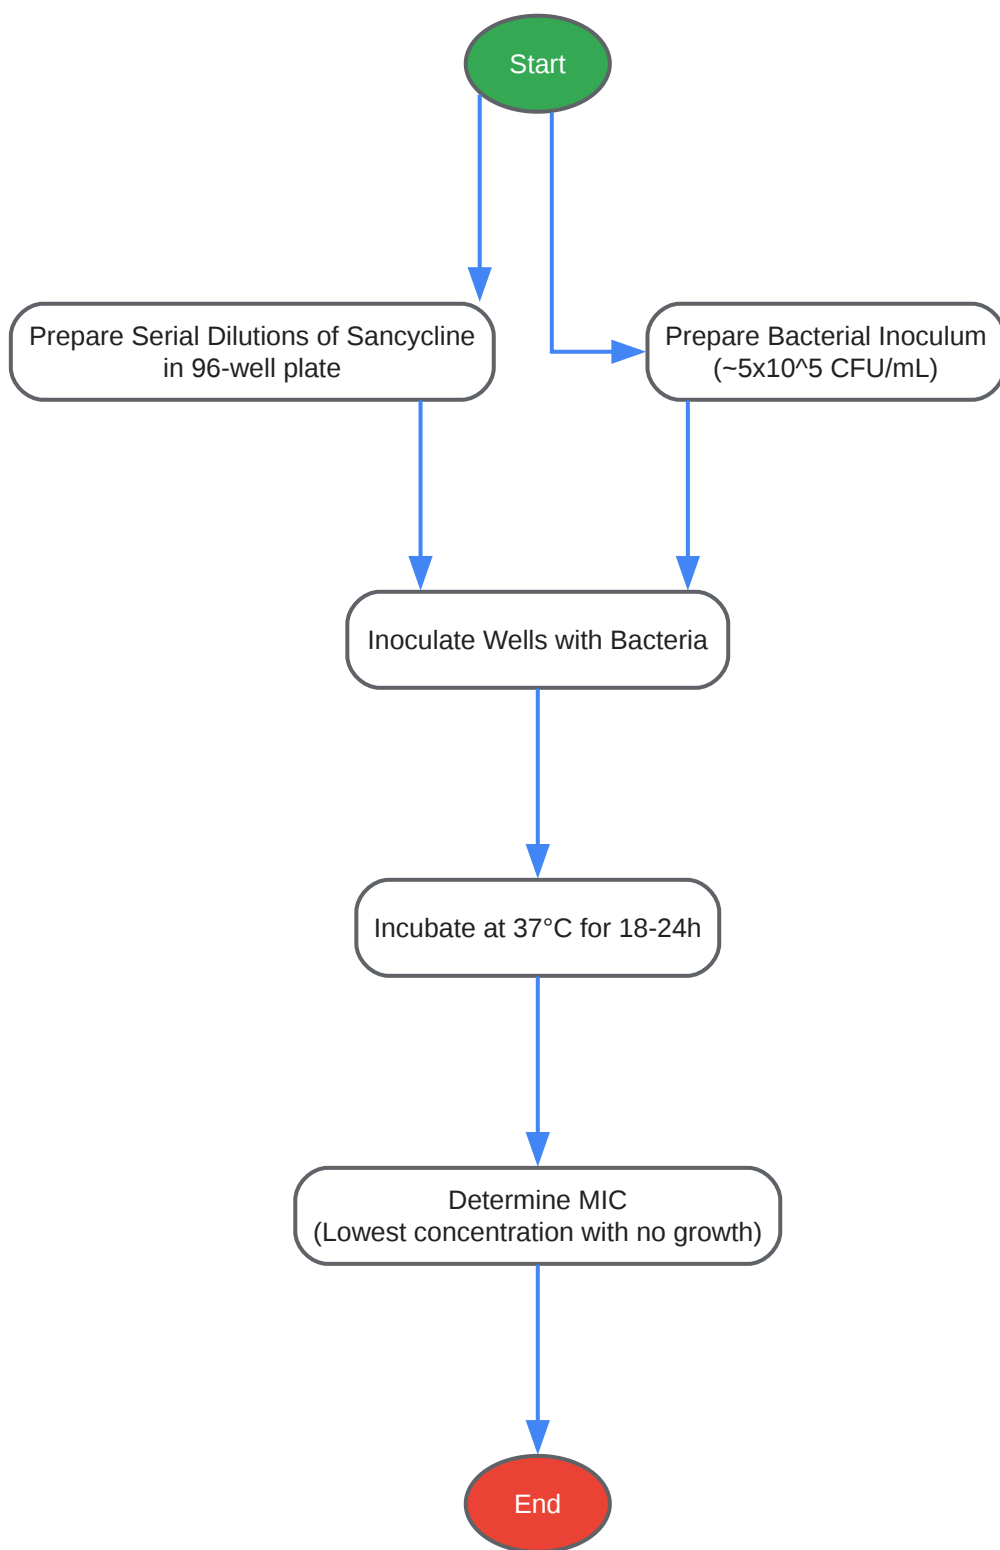 Start
Prepare Serial Dilutions of Sancycline
in 96-well plate
Prepare Bacterial Inoculum
(~5x10^5 CFU/mL)
Inoculate Wells with Bacteria
Incubate at 37°C for 18-24h
Determine MIC
(Lowest concentration with no growth)
End